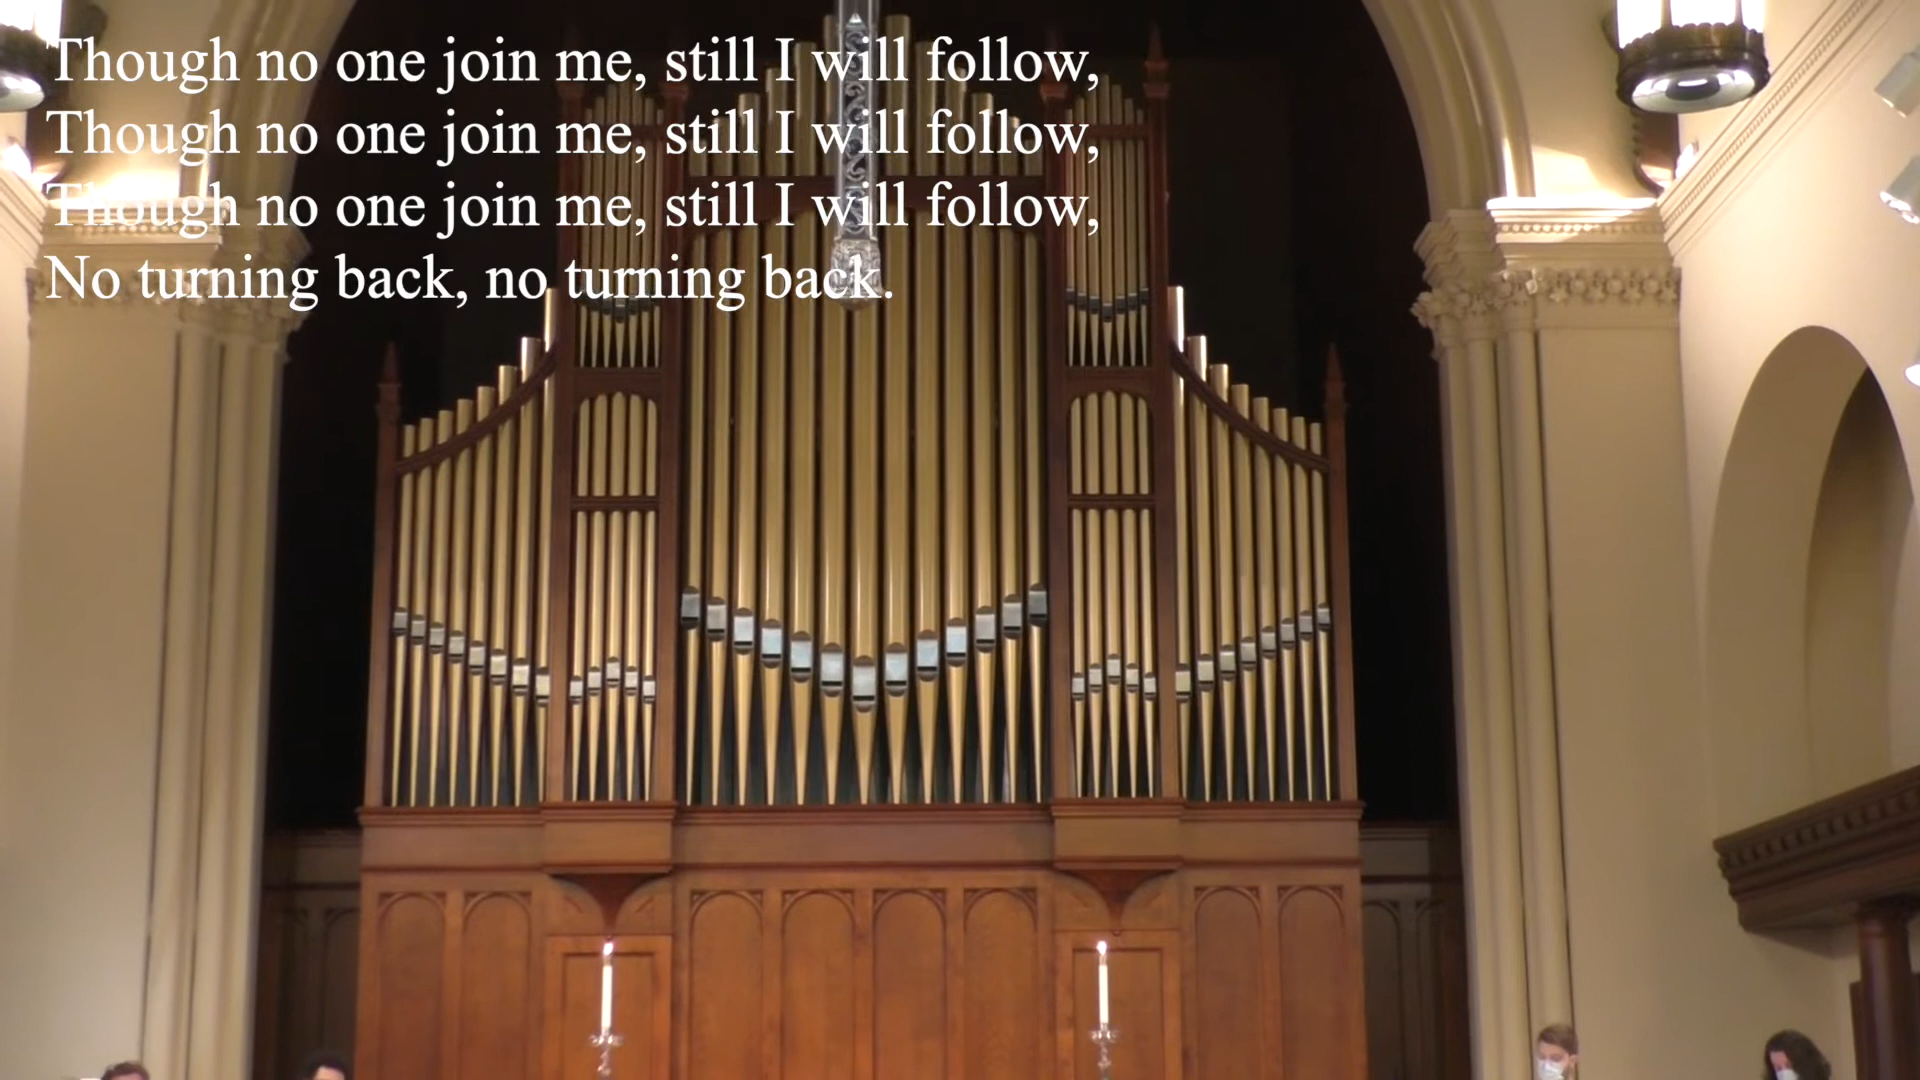 Though no one join me, still I will follow,
Though no one join me, still I will follow,
Though no one join me, still I will follow,
No turning back, no turning back.